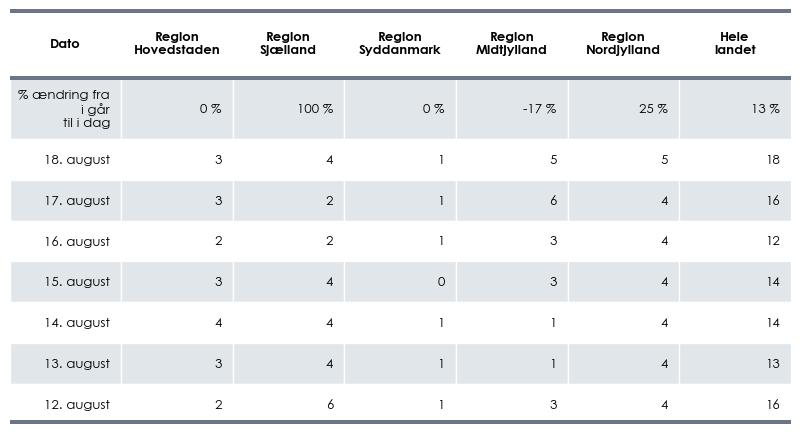 Dato Region Hovedstaden Region Sjælland Region Syddanmark Region Midtjylland Region Nordjylland Hele landet
% ændring fra i går til i dag 0 % 100 % 0 % -17 % 25 % 13 %
18. august 3 4 1 5 5 18
17. august 3 2 1 6 4 16
16. august 2 2 1 3 4 12
15. august 3 4 0 3 4 14
14. august 4 4 1 1 4 14
13. august 3 4 1 1 4 13
12. august 2 6 1 3 4 16